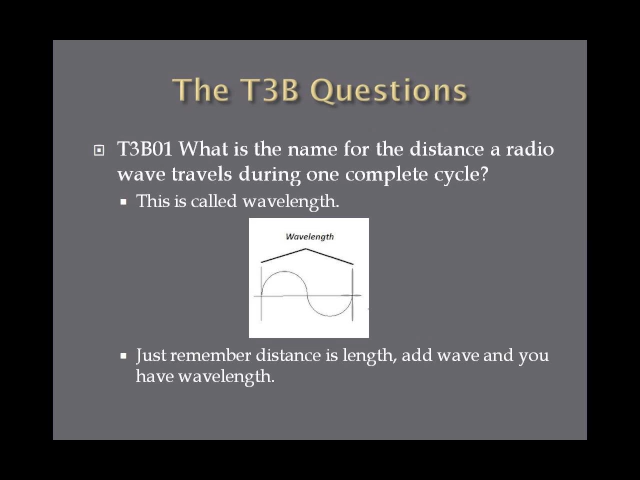 The T3B Questions
T3B01 What is the name for the distance a radio
wave travels during one complete cycle?
This is called wavelength.
Wavelength
Just remember distance is length, add wave and you
have wavelength.